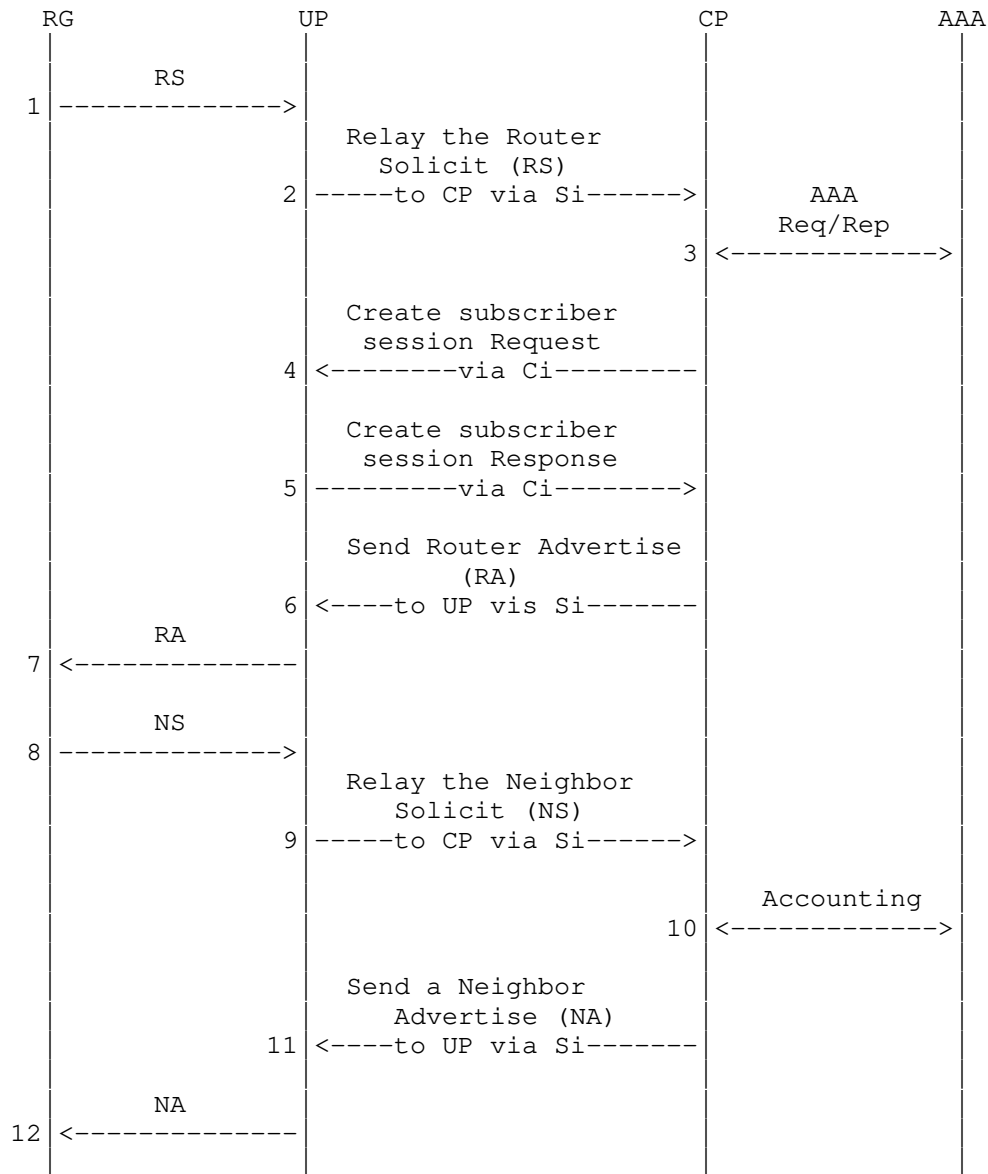 RG UP CP AAA
RS
1 -------------->
Relay the Router
Solicit (RS)
2 -----to CP via Si------> AAA
Req/Rep
3 <------------->
Create subscriber
session Request
4 <--------via Ci---------
Create subscriber
session Response
5 ---------via Ci-------->
Send Router Advertise
(RA)
6 <----to UP vis Si-------
RA
7 <--------------
NS
8 -------------->
Relay the Neighbor
Solicit (NS)
9 -----to CP via Si------>
Accounting
10 <------------->
Send a Neighbor
Advertise (NA)
11 <----to UP via Si-------
NA
12 <--------------